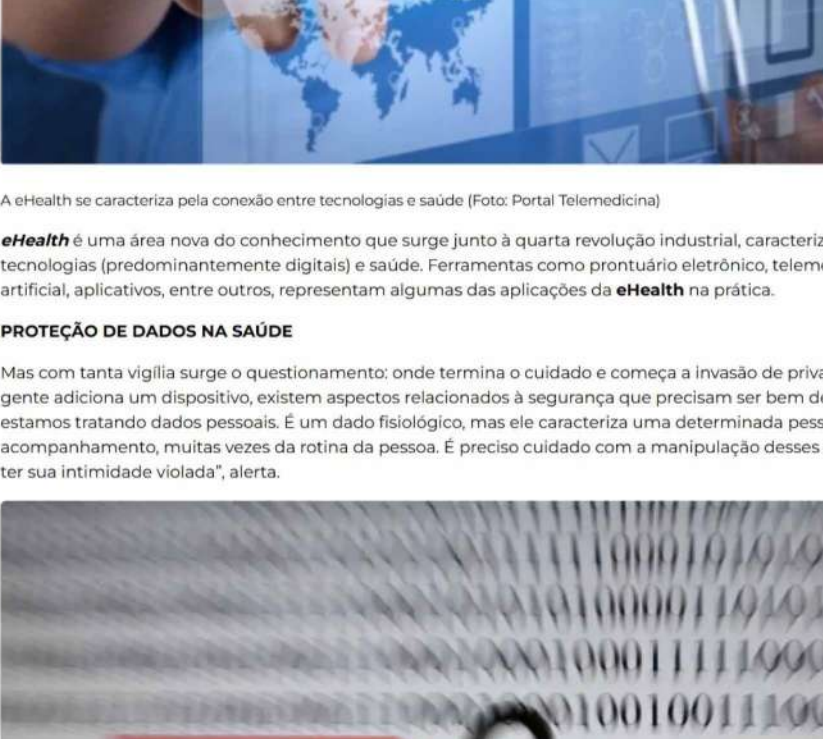 A eHealth se caracteriza pela conexão entre tecnologias e saúde (Foto: Portal Telemedicina)
eHealth é uma área nova do conhecimento que surge junto à quarta revolução industrial, caracteriz
tecnologias (predominantemente digitais) e saúde. Ferramentas como prontuário eletrônico, teleme
artificial, aplicativos, entre outros, representam algumas das aplicações da eHealth na prática.
PROTEÇÃO DE DADOS NA SAÚDE
Mas com tanta vigília surge o questionamento: onde termina o cuidado e começa a invasão de priva
gente adiciona um dispositivo, existem aspectos relacionados à segurança que precisam ser bem de
estamos tratando dados pessoais. É um dado fisiológico, mas ele caracteriza uma determinada pess
acompanhamento, muitas vezes da rotina da pessoa. É preciso cuidado com a manipulação desses
ter sua intimidade violada”, alerta.